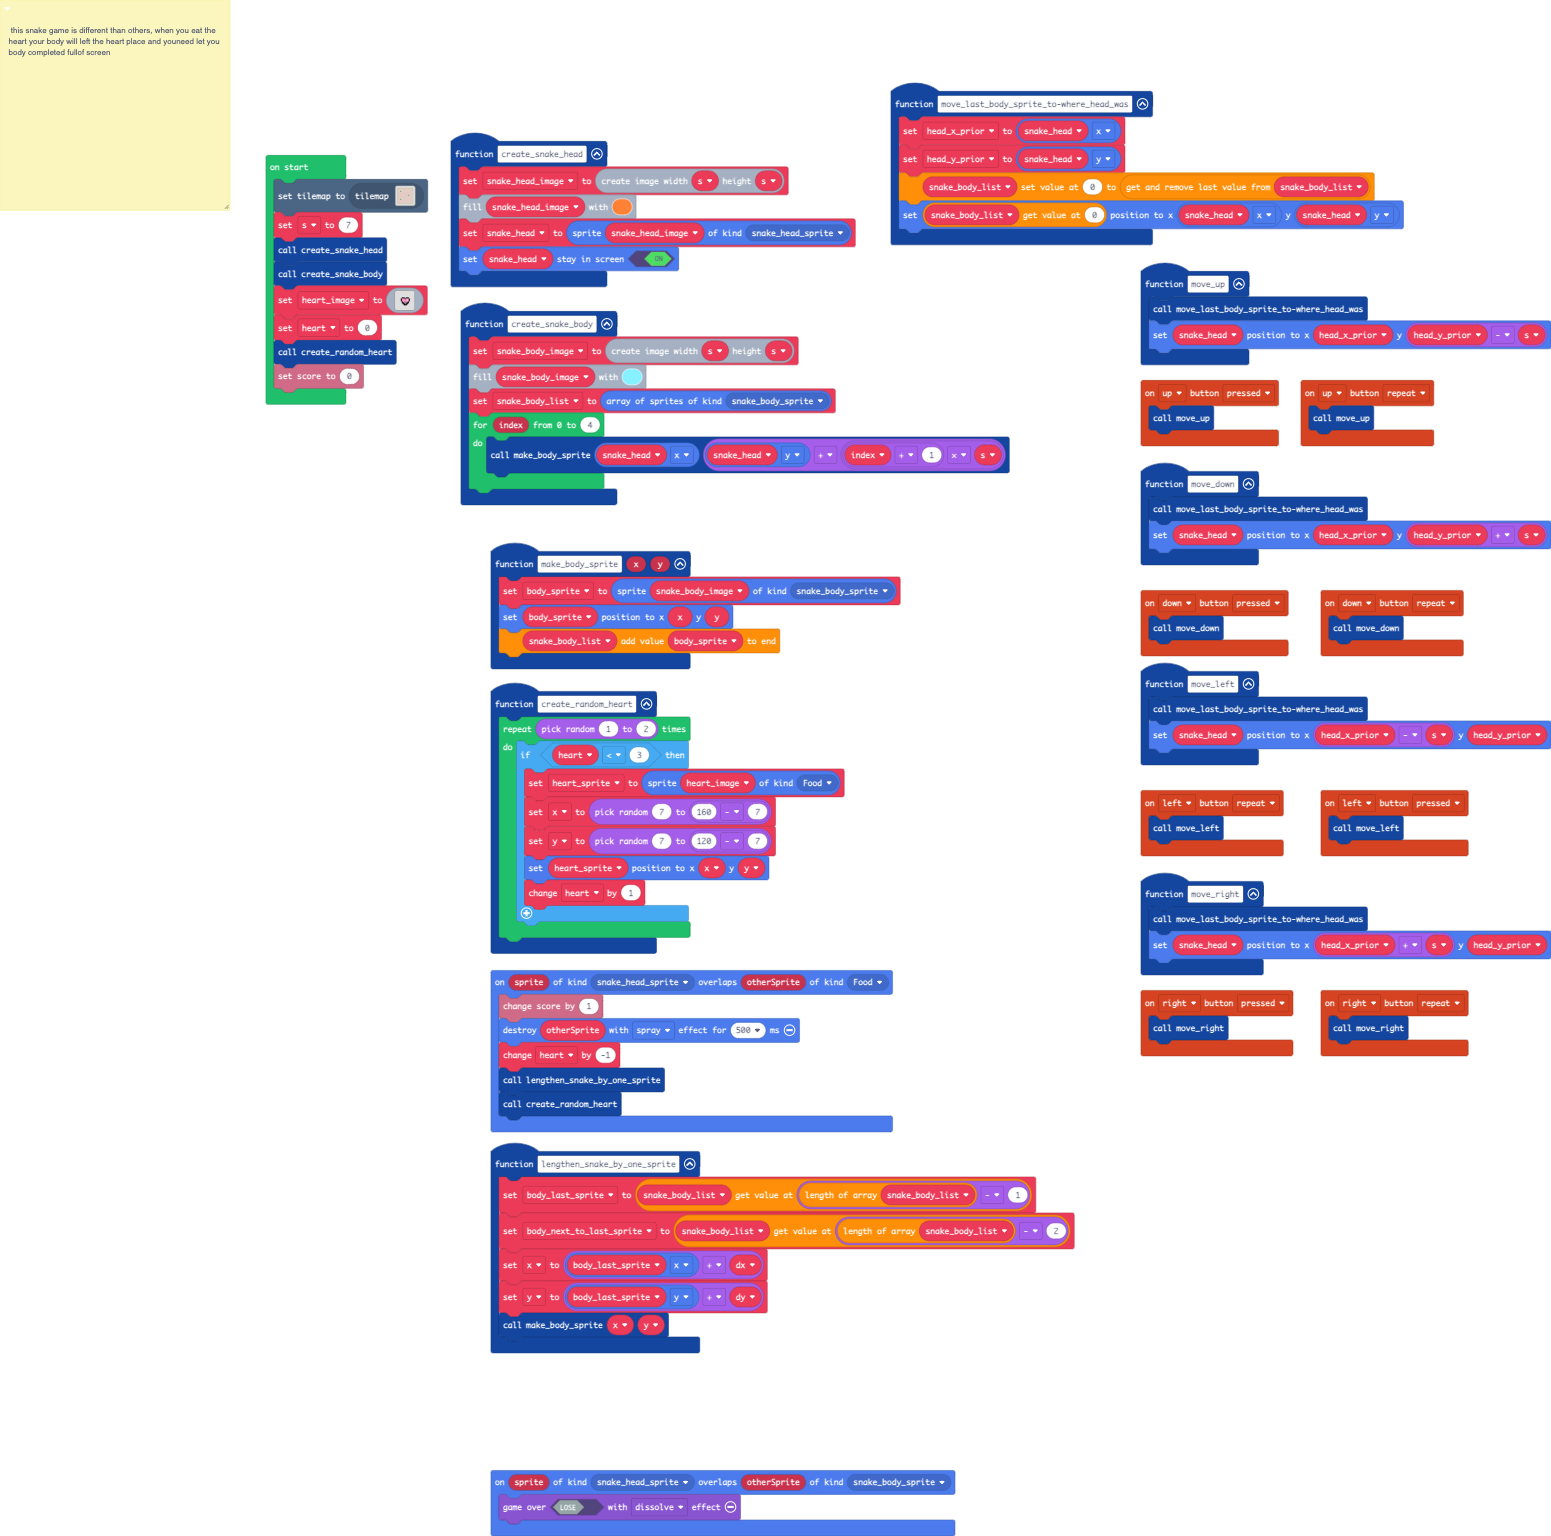 this snake game is different than others, when you eat the
heart your body will left the heart place and youneed let you
body completed fullof screen
on start
set tilemap to tilemap
set s to 7
call create_snake_head
call create_snake_body
set heart_image to
set heart to 0
call create_random_heart
set score to 0
function create_snake_head
set snake_head_image to create image width s height s
fill snake_head_image with
set snake_head to sprite snake_head_image of kind snake_head_sprite
set snake_head stay in screen ON
function create_snake_body
set snake_body_image to create image width s height s
fill snake_body_image with
set snake_body_list to array of sprites of kind snake_body_sprite
for index from 0 to 4
do
call make_body_sprite snake_head x snake_head y + index + 1 × s
function make_body_sprite x y
set body_sprite to sprite snake_body_image of kind snake_body_sprite
set body_sprite position to x x y y
snake_body_list add value body_sprite to end
function create_random_heart
repeat pick random 1 to 2 times
do
if heart < 3 then
set heart_sprite to sprite heart_image of kind Food
set x to pick random 7 to 160 - 7
set y to pick random 7 to 120 - 7
set heart_sprite position to x x y y
change heart by 1
on sprite of kind snake_head_sprite overlaps otherSprite of kind Food
change score by 1
destroy otherSprite with spray effect for 500 ms
change heart by -1
call lengthen_snake_by_one_sprite
call create_random_heart
function lengthen_snake_by_one_sprite
set body_last_sprite to snake_body_list get value at length of array snake_body_list - 1
set body_next_to_last_sprite to snake_body_list get value at length of array snake_body_list - 2
set x to body_last_sprite x + dx
set y to body_last_sprite y + dy
call make_body_sprite x y
on sprite of kind snake_head_sprite overlaps otherSprite of kind snake_body_sprite
game over LOSE with dissolve effect
function move_last_body_sprite_to-where_head_was
set head_x_prior to snake_head x
set head_y_prior to snake_head y
snake_body_list set value at 0 to get and remove last value from snake_body_list
set snake_body_list get value at 0 position to x snake_head x y snake_head y
function move_up
call move_last_body_sprite_to-where_head_was
set snake_head position to x head_x_prior y head_y_prior - s
on up button pressed
call move_up
on up button repeat
call move_up
function move_down
call move_last_body_sprite_to-where_head_was
set snake_head position to x head_x_prior y head_y_prior + s
on down button pressed
call move_down
on down button repeat
call move_down
function move_left
call move_last_body_sprite_to-where_head_was
set snake_head position to x head_x_prior - s y head_y_prior
on left button repeat
call move_left
on left button pressed
call move_left
function move_right
call move_last_body_sprite_to-where_head_was
set snake_head position to x head_x_prior + s y head_y_prior
on right button pressed
call move_right
on right button repeat
call move_right